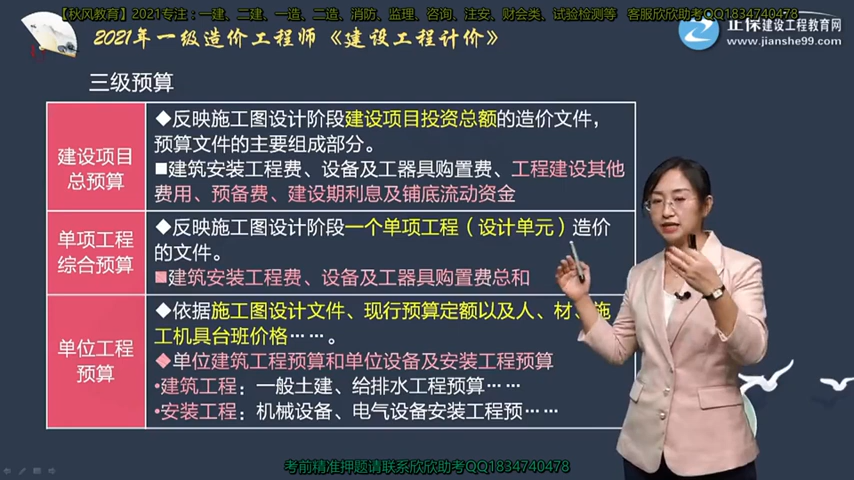 【秋风教育】2021专注：一建、二建、一造、二造、消防、监理、咨询、注安、财会类、试验检测等 客服欣欣助考QQ1834740478
2021年一级造价工程师《建设工程计价》
正保建设工程教育网
www.jianshe99.com
三级预算
建设项目
总预算
◆反映施工图设计阶段建设项目投资总额的造价文件，
预算文件的主要组成部分。
■建筑安装工程费、设备及工器具购置费、工程建设其他
费用、预备费、建设期利息及铺底流动资金
单项工程
综合预算
◆反映施工图设计阶段一个单项工程（设计单元）造价
的文件。
■建筑安装工程费、设备及工器具购置费总和
单位工程
预算
◆依据施工图设计文件、现行预算定额以及人、材、施
工机具台班价格……。
❖单位建筑工程预算和单位设备及安装工程预算
•建筑工程：一般土建、给排水工程预算……
•安装工程：机械设备、电气设备安装工程预……
考前精准押题请联系欣欣助考QQ1834740478